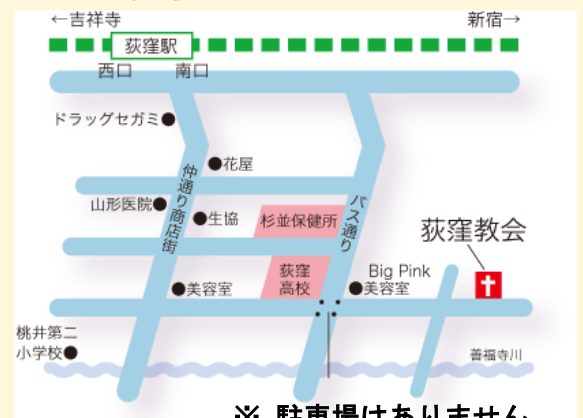 ←吉祥寺
新宿→
荻窪駅
西口
南口
ドラッグセガミ
花屋
山形医院
仲通り商店街
生協
杉並保健所
バス通り
荻窪教会
荻窪
高校
Big Pink
美容室
美容室
桃井第二
小学校
善福寺川
※ 駐車場はありません